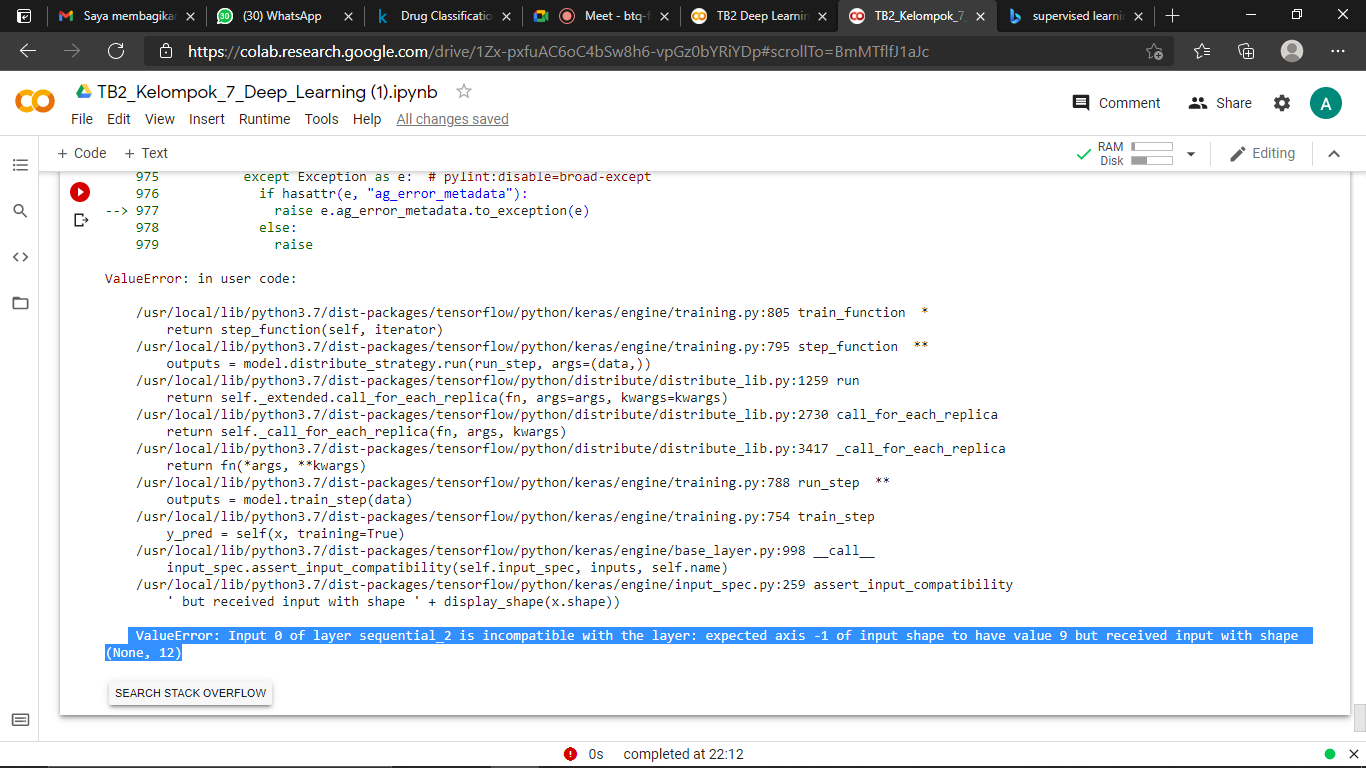 Saya membagika
(30) WhatsApp
Drug Classificatio
Meet - btq-f
TB2 Deep Learnin
TB2_Kelompok_7_
supervised learni
https://colab.research.google.com/drive/1Zx-pxfuAC6oC4bSw8h6-vpGz0bYRiYDp#scrollTo=BmMTflfJ1aJc
TB2_Kelompok_7_Deep_Learning (1).ipynb
File Edit View Insert Runtime Tools Help All changes saved
Comment Share A
+ Code + Text
RAM
Disk
Editing
975 except Exception as e:  # pylint:disable=broad-except
976 if hasattr(e, "ag_error_metadata"):
--> 977 raise e.ag_error_metadata.to_exception(e)
978 else:
979 raise
ValueError: in user code:
/usr/local/lib/python3.7/dist-packages/tensorflow/python/keras/engine/training.py:805 train_function  *
return step_function(self, iterator)
/usr/local/lib/python3.7/dist-packages/tensorflow/python/keras/engine/training.py:795 step_function  **
outputs = model.distribute_strategy.run(run_step, args=(data,))
/usr/local/lib/python3.7/dist-packages/tensorflow/python/distribute/distribute_lib.py:1259 run
return self._extended.call_for_each_replica(fn, args=args, kwargs=kwargs)
/usr/local/lib/python3.7/dist-packages/tensorflow/python/distribute/distribute_lib.py:2730 call_for_each_replica
return self._call_for_each_replica(fn, args, kwargs)
/usr/local/lib/python3.7/dist-packages/tensorflow/python/distribute/distribute_lib.py:3417 _call_for_each_replica
return fn(*args, **kwargs)
/usr/local/lib/python3.7/dist-packages/tensorflow/python/keras/engine/training.py:788 run_step  **
outputs = model.train_step(data)
/usr/local/lib/python3.7/dist-packages/tensorflow/python/keras/engine/training.py:754 train_step
y_pred = self(x, training=True)
/usr/local/lib/python3.7/dist-packages/tensorflow/python/keras/engine/base_layer.py:998 __call__
input_spec.assert_input_compatibility(self.input_spec, inputs, self.name)
/usr/local/lib/python3.7/dist-packages/tensorflow/python/keras/engine/input_spec.py:259 assert_input_compatibility
' but received input with shape ' + display_shape(x.shape))
ValueError: Input 0 of layer sequential_2 is incompatible with the layer: expected axis -1 of input shape to have value 9 but received input with shape
(None, 12)
SEARCH STACK OVERFLOW
0s completed at 22:12